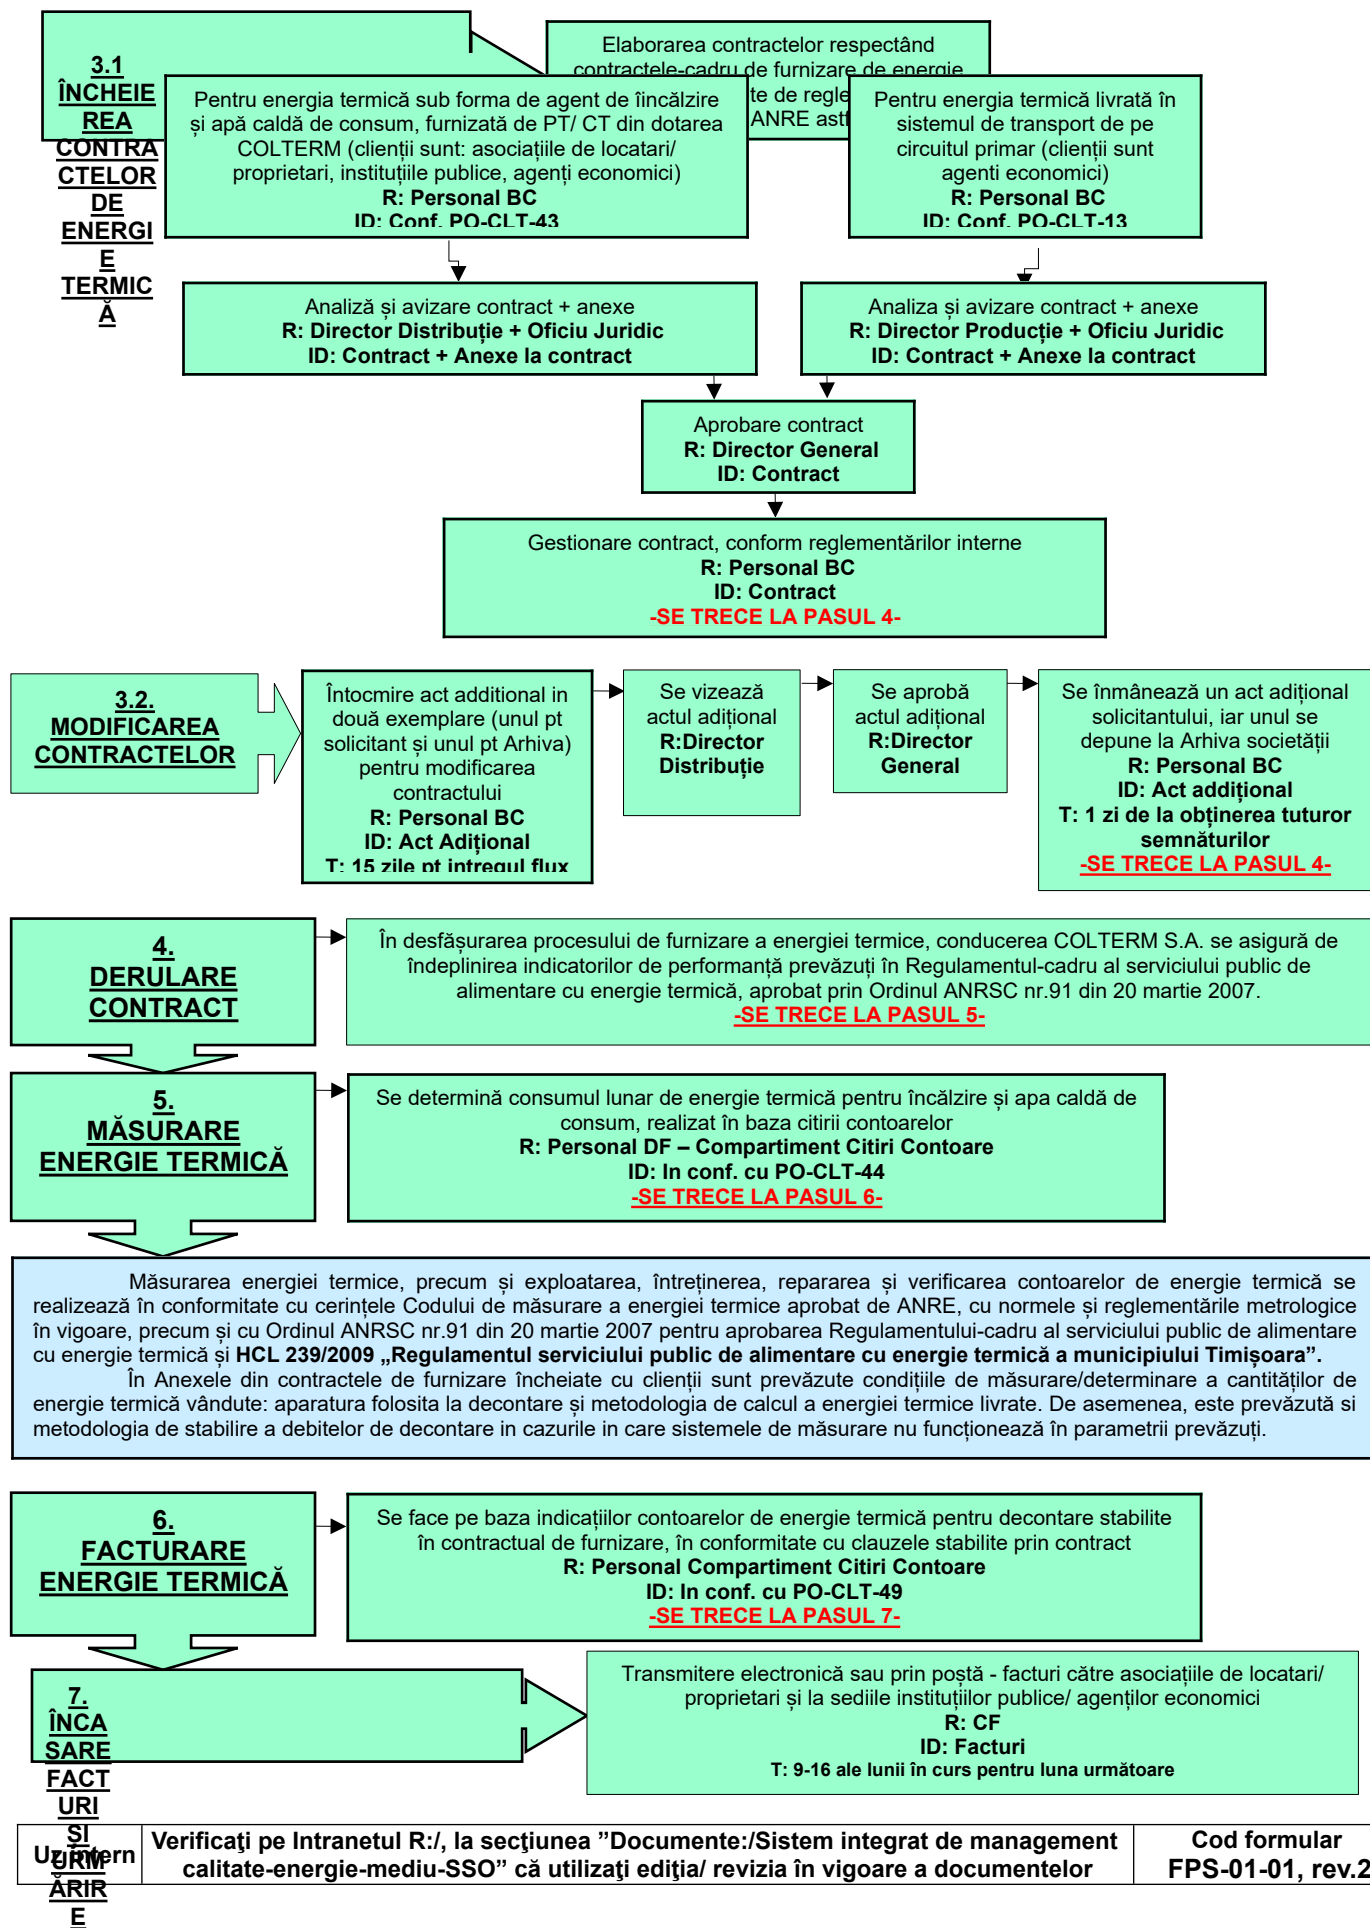 3.1
ÎNCHEIE
REA
CONTRA
CTELOR
DE
ENERGI
E
TERMIC
Ă
Elaborarea contractelor respectând
contractele-cadru de furnizare de energie
te de regle
ANRE astf
Pentru energia termică sub forma de agent de îincălzire
și apă caldă de consum, furnizată de PT/ CT din dotarea
COLTERM (clienții sunt: asociațiile de locatari/
proprietari, instituțiile publice, agenți economici)
R: Personal BC
ID: Conf. PO-CLT-43
Pentru energia termică livrată în
sistemul de transport de pe
circuitul primar (clienții sunt
agenti economici)
R: Personal BC
ID: Conf. PO-CLT-13
Analiză și avizare contract + anexe
R: Director Distribuție + Oficiu Juridic
ID: Contract + Anexe la contract
Analiza și avizare contract + anexe
R: Director Producție + Oficiu Juridic
ID: Contract + Anexe la contract
Aprobare contract
R: Director General
ID: Contract
Gestionare contract, conform reglementărilor interne
R: Personal BC
ID: Contract
-SE TRECE LA PASUL 4-
3.2.
MODIFICAREA
CONTRACTELOR
Întocmire act additional in
două exemplare (unul pt
solicitant și unul pt Arhiva)
pentru modificarea
contractului
R: Personal BC
ID: Act Adițional
T: 15 zile pt intregul flux
Se vizează
actul adițional
R:Director
Distribuție
Se aprobă
actul adițional
R:Director
General
Se înmânează un act adițional
solicitantului, iar unul se
depune la Arhiva societății
R: Personal BC
ID: Act addițional
T: 1 zi de la obținerea tuturor
semnăturilor
-SE TRECE LA PASUL 4-
4.
DERULARE
CONTRACT
În desfășurarea procesului de furnizare a energiei termice, conducerea COLTERM S.A. se asigură de
îndeplinirea indicatorilor de performanță prevăzuți în Regulamentul-cadru al serviciului public de
alimentare cu energie termică, aprobat prin Ordinul ANRSC nr.91 din 20 martie 2007.
-SE TRECE LA PASUL 5-
5.
MĂSURARE
ENERGIE TERMICĂ
Se determină consumul lunar de energie termică pentru încălzire și apa caldă de
consum, realizat în baza citirii contoarelor
R: Personal DF – Compartiment Citiri Contoare
ID: In conf. cu PO-CLT-44
-SE TRECE LA PASUL 6-
Măsurarea energiei termice, precum și exploatarea, întreținerea, repararea și verificarea contoarelor de energie termică se
realizează în conformitate cu cerințele Codului de măsurare a energiei termice aprobat de ANRE, cu normele și reglementările metrologice
în vigoare, precum și cu Ordinul ANRSC nr.91 din 20 martie 2007 pentru aprobarea Regulamentului-cadru al serviciului public de alimentare
cu energie termică și HCL 239/2009 „Regulamentul serviciului public de alimentare cu energie termică a municipiului Timișoara”.
În Anexele din contractele de furnizare încheiate cu clienții sunt prevăzute condițiile de măsurare/determinare a cantităților de
energie termică vândute: aparatura folosita la decontare și metodologia de calcul a energiei termice livrate. De asemenea, este prevăzută si
metodologia de stabilire a debitelor de decontare in cazurile in care sistemele de măsurare nu funcționează în parametrii prevăzuți.
6.
FACTURARE
ENERGIE TERMICĂ
Se face pe baza indicațiilor contoarelor de energie termică pentru decontare stabilite
în contractual de furnizare, în conformitate cu clauzele stabilite prin contract
R: Personal Compartiment Citiri Contoare
ID: In conf. cu PO-CLT-49
-SE TRECE LA PASUL 7-
7.
ÎNCA
SARE
FACT
URI
SI
URM
ĂRIR
E
Transmitere electronică sau prin poștă - facturi către asociațiile de locatari/
proprietari și la sediile instituțiilor publice/ agenților economici
R: CF
ID: Facturi
T: 9-16 ale lunii în curs pentru luna următoare
Uz intern
Verificaţi pe Intranetul R:/, la secţiunea ”Documente:/Sistem integrat de management
calitate-energie-mediu-SSO” că utilizaţi ediţia/ revizia în vigoare a documentelor
Cod formular
FPS-01-01, rev.2